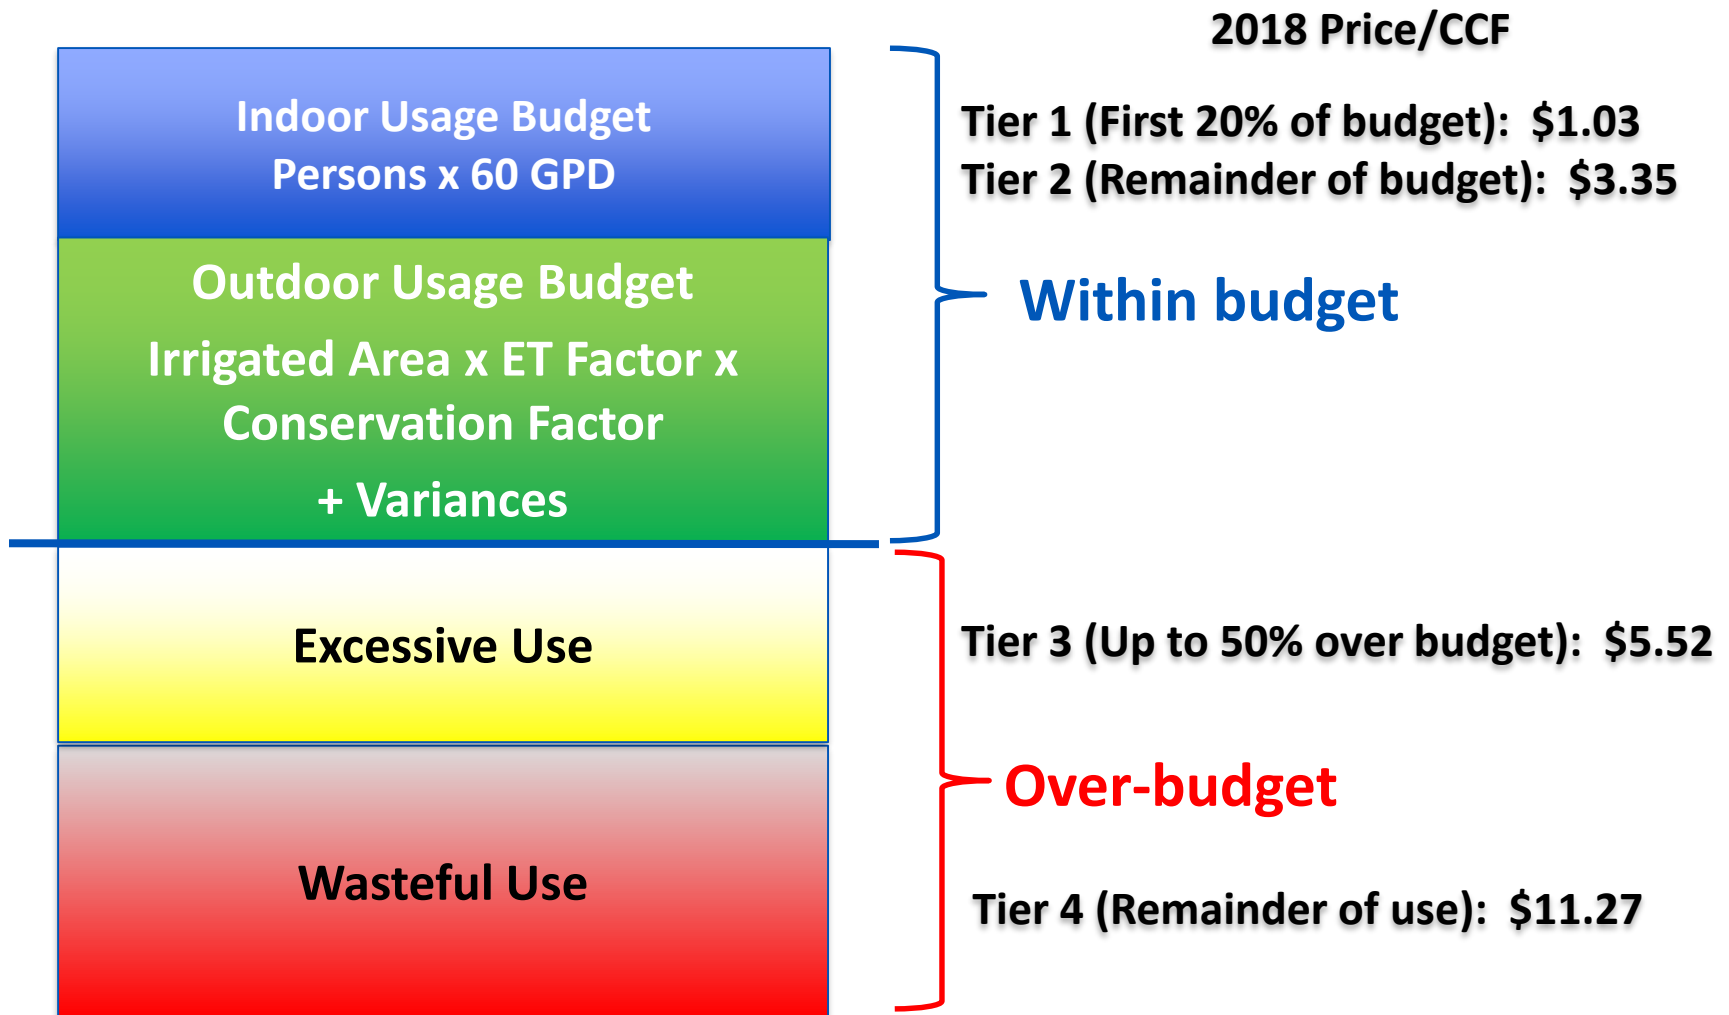 2018 Price/CCF
Indoor Usage Budget
Persons x 60 GPD
Tier 1 (First 20% of budget):  $1.03
Tier 2 (Remainder of budget):  $3.35
Outdoor Usage Budget
Irrigated Area x ET Factor x
Conservation Factor
+ Variances
Within budget
Excessive Use
Tier 3 (Up to 50% over budget):  $5.52
Over-budget
Wasteful Use
Tier 4 (Remainder of use):  $11.27